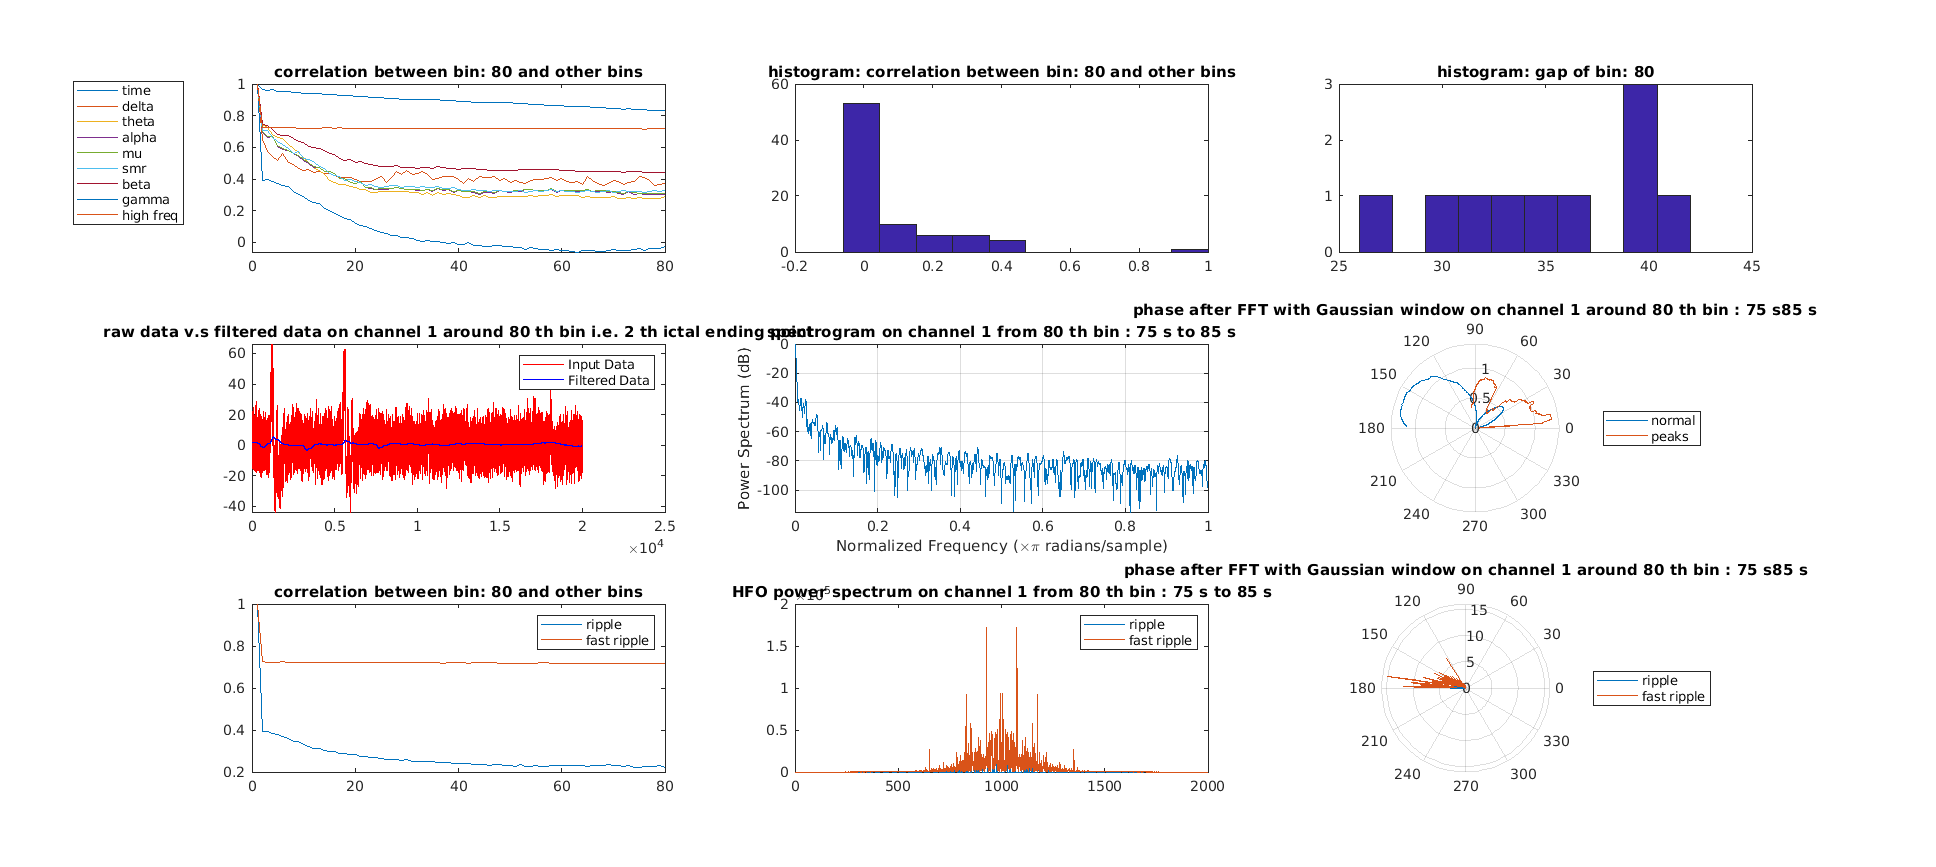 correlation between bin: 80 and other bins
time
delta
theta
alpha
mu
smr
beta
gamma
high freq
1
0.8
0.6
0.4
0.2
0
0 20 40 60 80
histogram: correlation between bin: 80 and other bins
60
40
20
0
-0.2 0 0.2 0.4 0.6 0.8 1
histogram: gap of bin: 80
3
2
1
0
25 30 35 40 45
raw data v.s filtered data on channel 1 around 80 th bin i.e. 2 th ictal ending point
Input Data
Filtered Data
60
40
20
0
-20
-40
0 0.5 1 1.5 2 2.5
×10^4
spectrogram on channel 1 from 80 th bin : 75 s to 85 s
Power Spectrum (dB)
0
-20
-40
-60
-80
-100
0 0.2 0.4 0.6 0.8 1
Normalized Frequency (×π radians/sample)
phase after FFT with Gaussian window on channel 1 around 80 th bin : 75 s85 s
90
120 60
150 30
180 0
210 330
240 300
270
1
0.5
0
normal
peaks
correlation between bin: 80 and other bins
ripple
fast ripple
1
0.8
0.6
0.4
0.2
0 20 40 60 80
HFO power spectrum on channel 1 from 80 th bin : 75 s to 85 s
×10^5
ripple
fast ripple
2
1.5
1
0.5
0
0 500 1000 1500 2000
phase after FFT with Gaussian window on channel 1 around 80 th bin : 75 s85 s
90
120 60
150 30
180 0
210 330
240 300
270
15
10
5
0
ripple
fast ripple